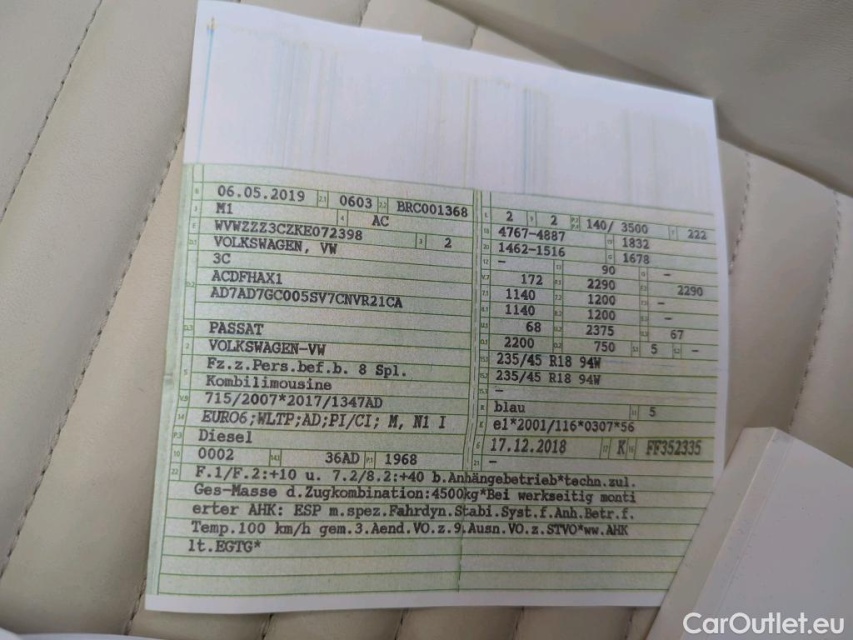 06.05.2019 0603 BRC001368
M1 AC
WVWZZZ3CZKE072398
VOLKSWAGEN, VW 2
3C
ACDFHAX1
AD7AD7GC005SV7CNVR21CA
PASSAT
VOLKSWAGEN-VW
Fz.z.Pers.bef.b. 8 Spl.
Kombilimousine
715/2007*2017/1347AD
EURO6;WLTP;AD;PI/CI; M, N1 I
Diesel
0002 36AD 1968
2 2 140/ 3500 222
4767-4887 1832
1462-1516 1678
- 90 -
172 2290 2290
1140 1200 -
1140 1200 -
68 2375 67
2200 750 5 -
235/45 R18 94W
235/45 R18 94W
-
blau 5
e1*2001/116*0307*56
17.12.2018 K FF352335
-
F.1/F.2:+10 u. 7.2/8.2:+40 b.Anhängebetrieb*techn.zul.
Ges-Masse d.Zugkombination:4500kg*Bei werkseitig monti
erter AHK: ESP m.spez.Fahrdyn.Stabi.Syst.f.Anh.Betr.f.
Temp.100 km/h gem.3.Aend.VO.z.9.Ausn.VO.z.STVO*ww.AHK
lt.EGTG*
CarOutlet.eu